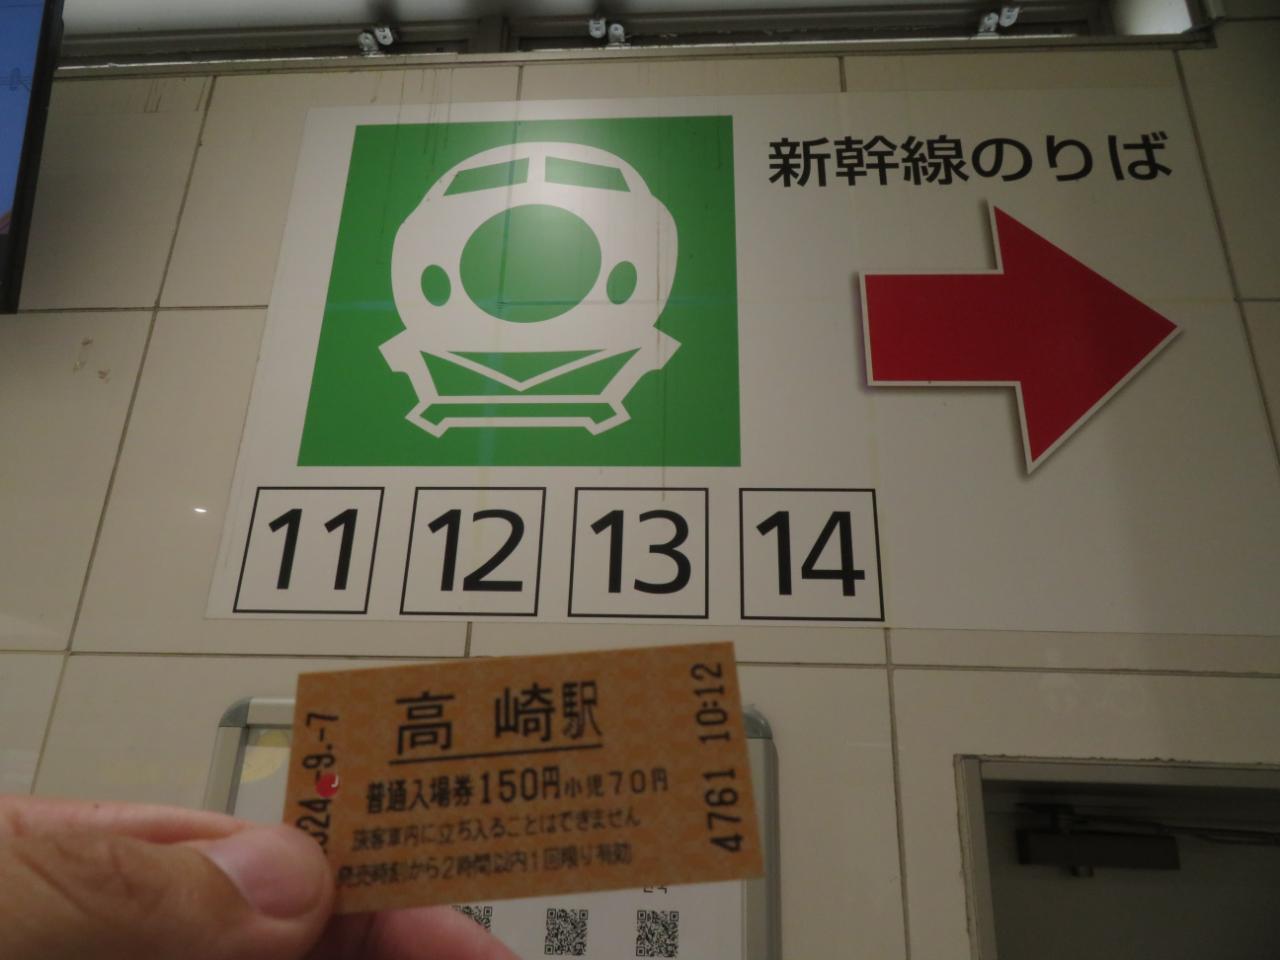 新幹線のりば
11 12 13 14
高崎駅
普通入場券150円小児70円
旅客車内に立ち入ることはできません
発売時刻から2時間以内1回限り有効
024.-9.-7
4761 10:12